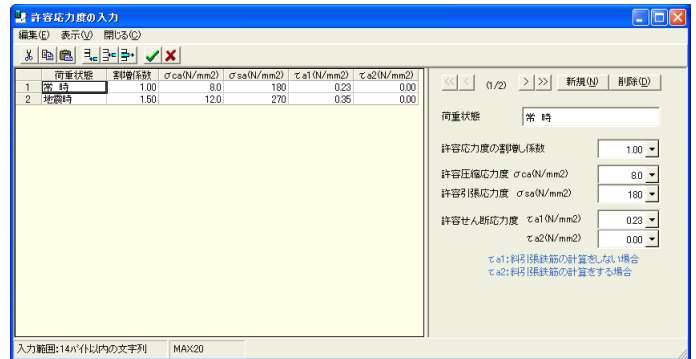 許容応力度の入力
編集(E) 表示(V) 閉じる(C)
荷重状態 割増係数 σca(N/mm2) σsa(N/mm2) τa1(N/mm2) τa2(N/mm2)
1 常 時 1.00 8.0 180 0.23 0.00
2 地震時 1.50 12.0 270 0.35 0.00
(1/2) 新規(N) 削除(D)
荷重状態 常 時
許容応力度の割増し係数 1.00
許容圧縮応力度 σca(N/mm2) 8.0
許容引張応力度 σsa(N/mm2) 180
許容せん断応力度 τa1(N/mm2) 0.23
τa2(N/mm2) 0.00
τa1:斜引張鉄筋の計算をしない場合
τa2:斜引張鉄筋の計算をする場合
入力範囲:14バイト以内の文字列 MAX20